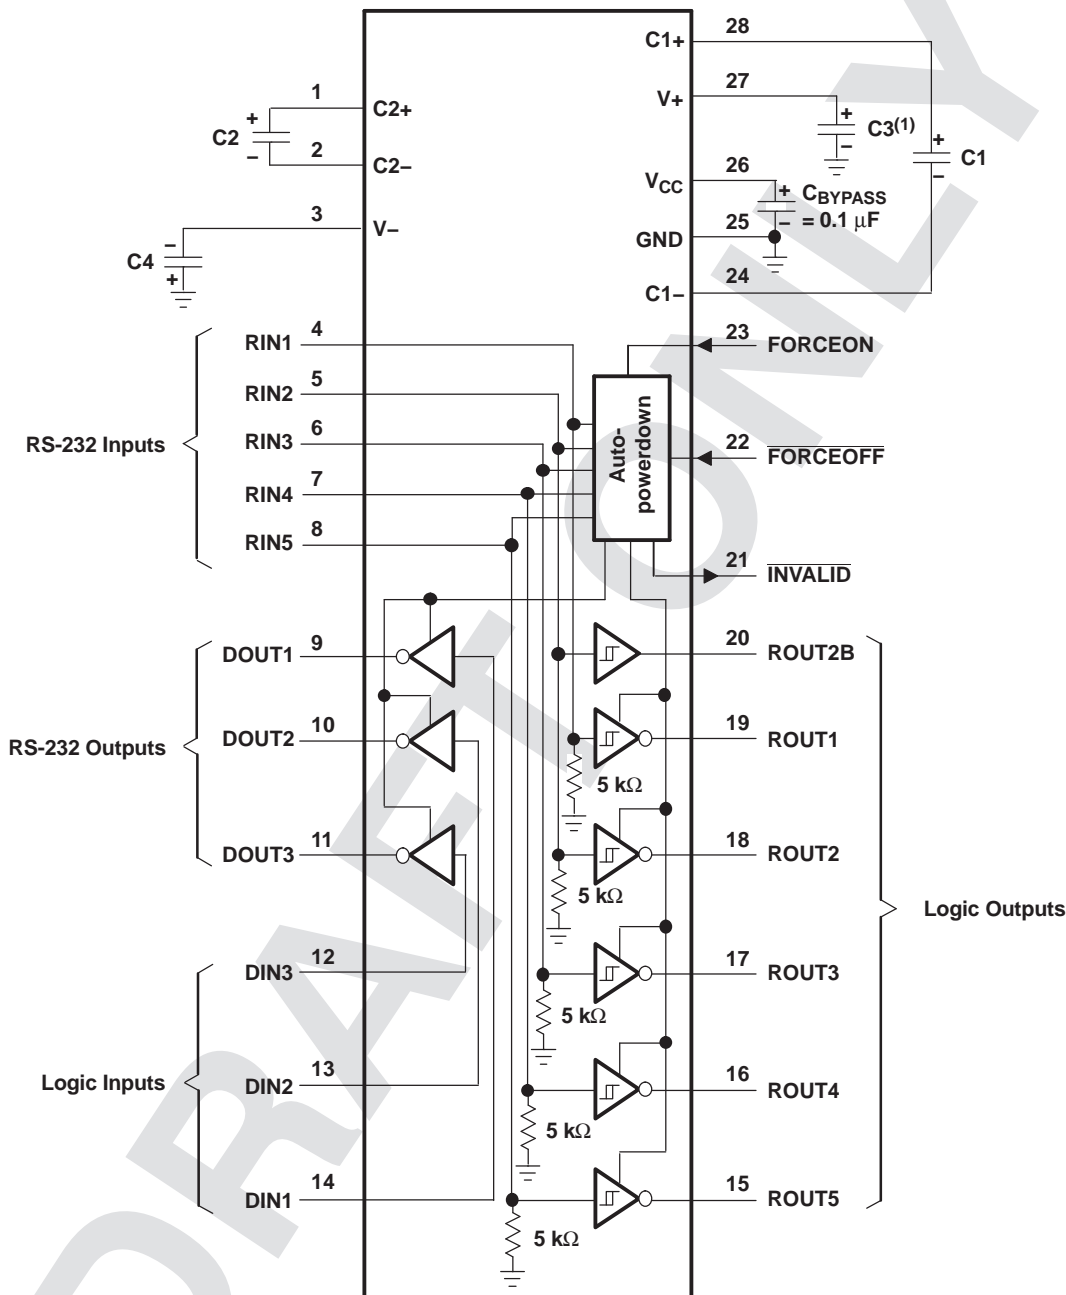 28
C1+
27
V+
1
C2+
+
C2
–
2
C2–
+
C3(1)
–
+
C1
–
26
VCC
+
CBYPASS
– = 0.1 μF
25
GND
3
V–
–
C4
+
24
C1–
RS-232 Inputs
RIN1 4
RIN2 5
RIN3 6
RIN4 7
RIN5 8
Auto-
powerdown
23 FORCEON
22 FORCEOFF
21 INVALID
RS-232 Outputs
DOUT1 9
DOUT2 10
DOUT3 11
Logic Inputs
DIN3 12
DIN2 13
DIN1 14
20 ROUT2B
19 ROUT1
5 kΩ
18 ROUT2
5 kΩ
17 ROUT3
5 kΩ
16 ROUT4
5 kΩ
15 ROUT5
5 kΩ
Logic Outputs
DRAFT ONLY